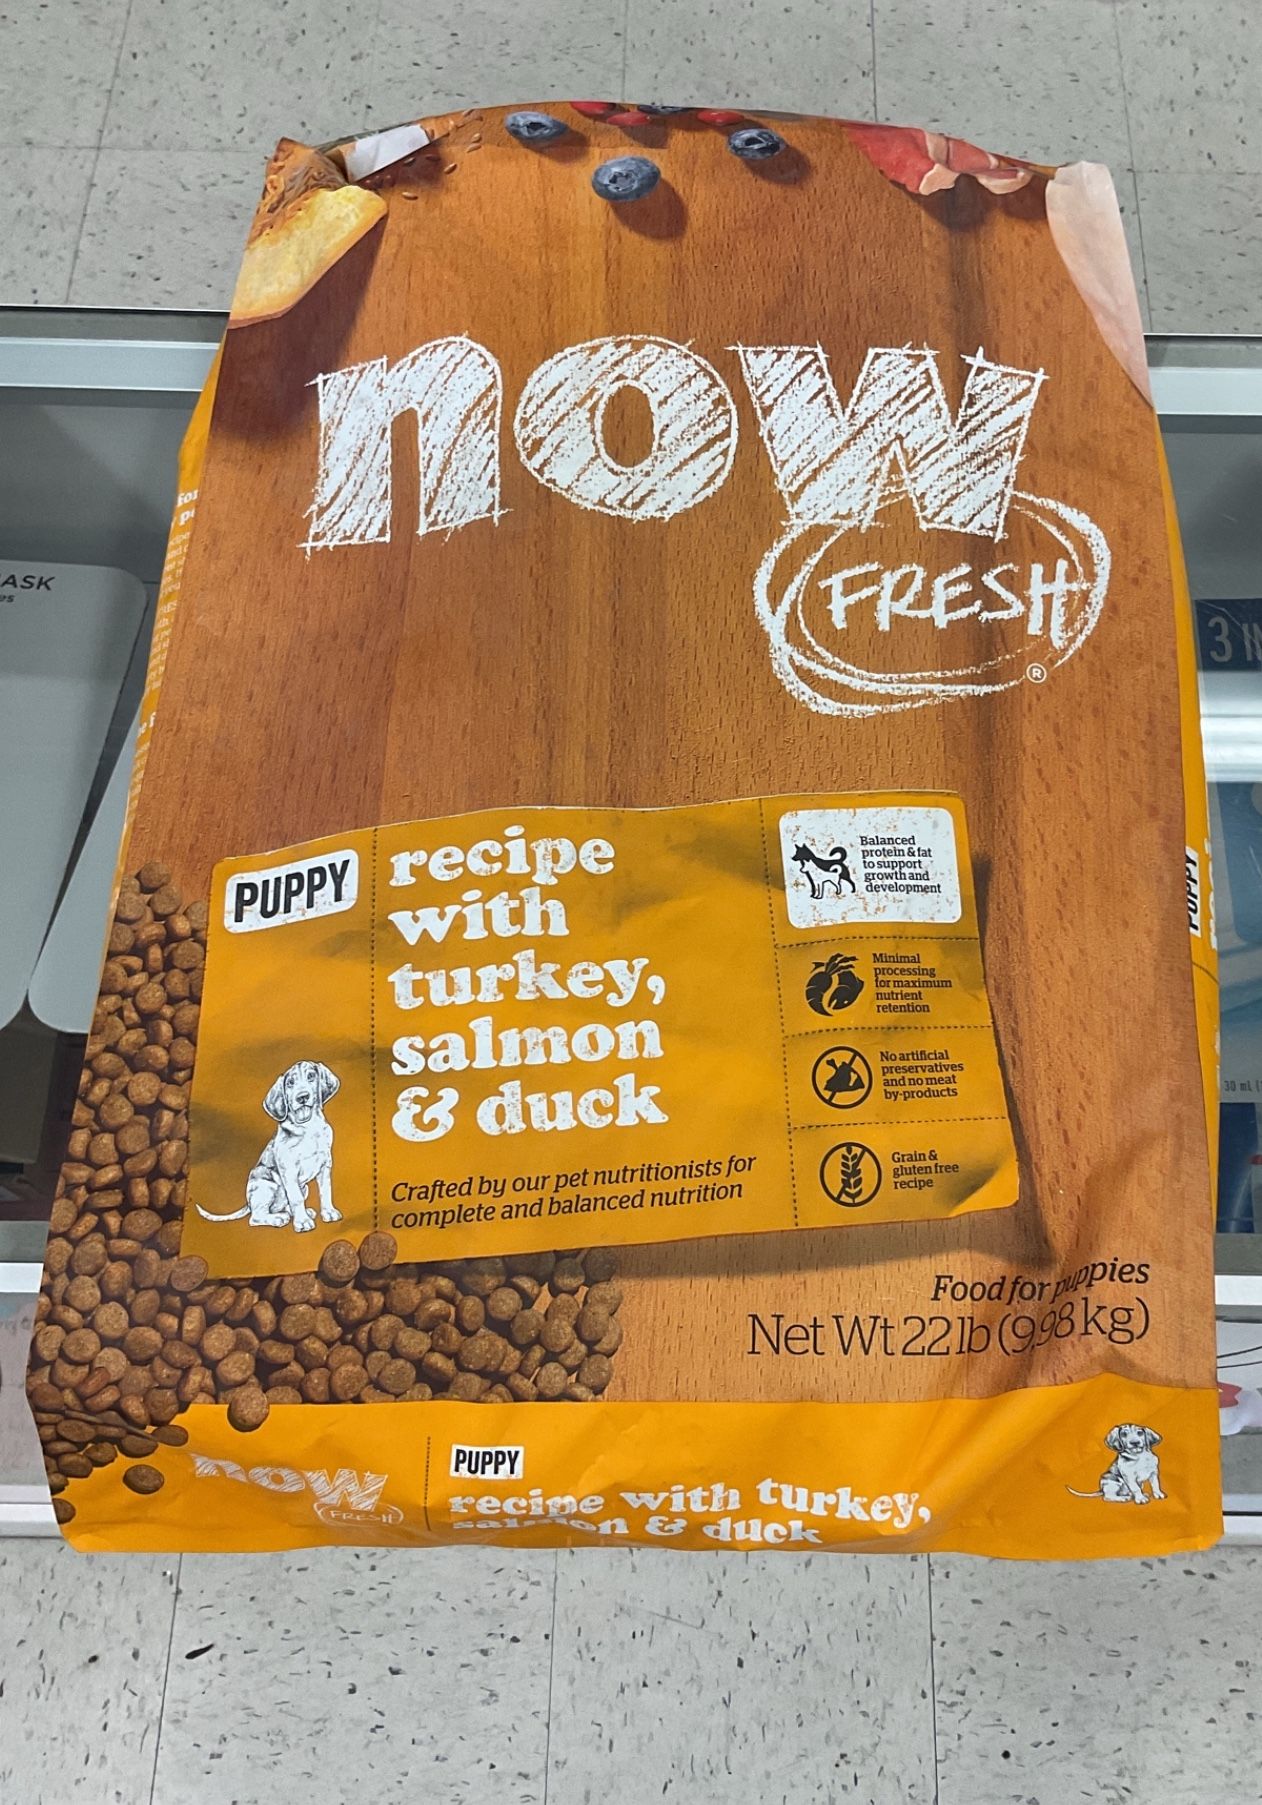 now
FRESH
®
PUPPY
recipe
with
turkey,
salmon
& duck
Crafted by our pet nutritionists for
complete and balanced nutrition
Balanced
protein & fat
to support
growth and
development
Minimal
processing
for maximum
nutrient
retention
No artificial
preservatives
and no meat
by-products
Grain &
gluten free
recipe
Food for puppies
Net Wt 22 lb (9.98 kg)
now
FRESH
PUPPY
recipe with turkey,
salmon & duck
PUPPY
30 ml